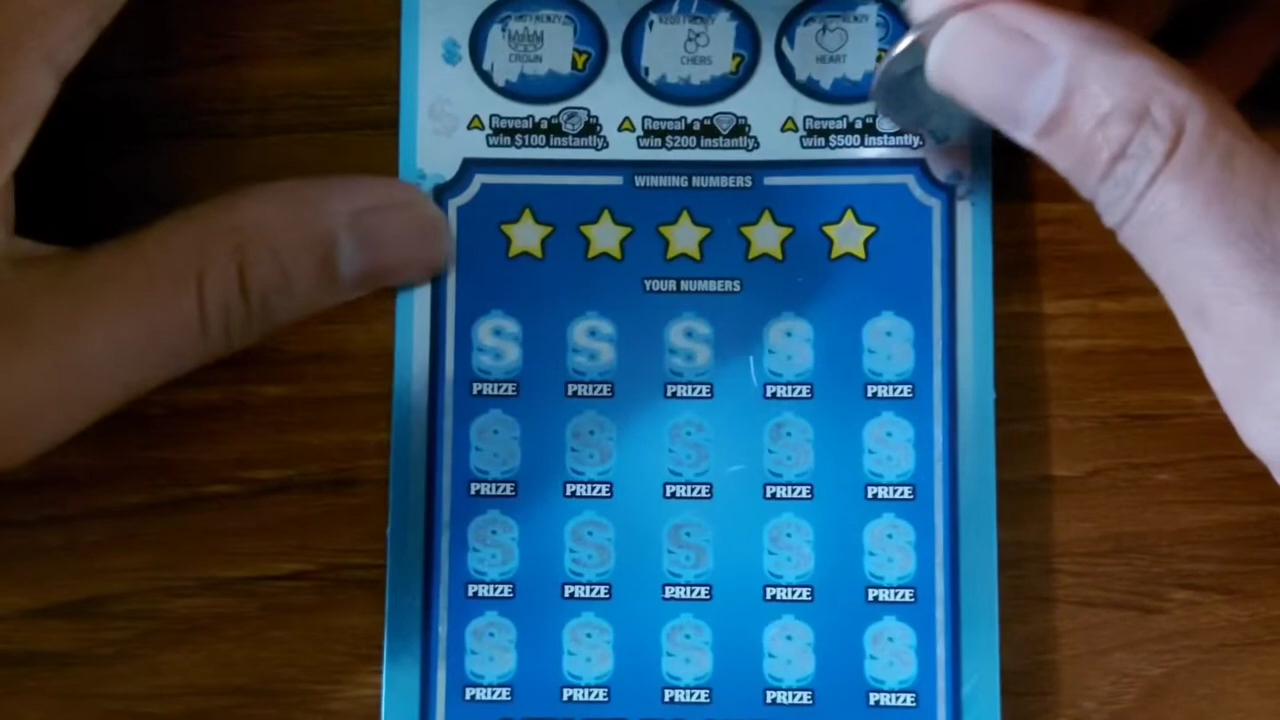 CROWN
CHERS
HEART
Reveal a " ",
win $100 instantly.
Reveal a " ",
win $200 instantly.
Reveal a "
win $500 instantly.
WINNING NUMBERS
YOUR NUMBERS
PRIZE PRIZE PRIZE PRIZE PRIZE
PRIZE PRIZE PRIZE PRIZE PRIZE
PRIZE PRIZE PRIZE PRIZE PRIZE
PRIZE PRIZE PRIZE PRIZE PRIZE